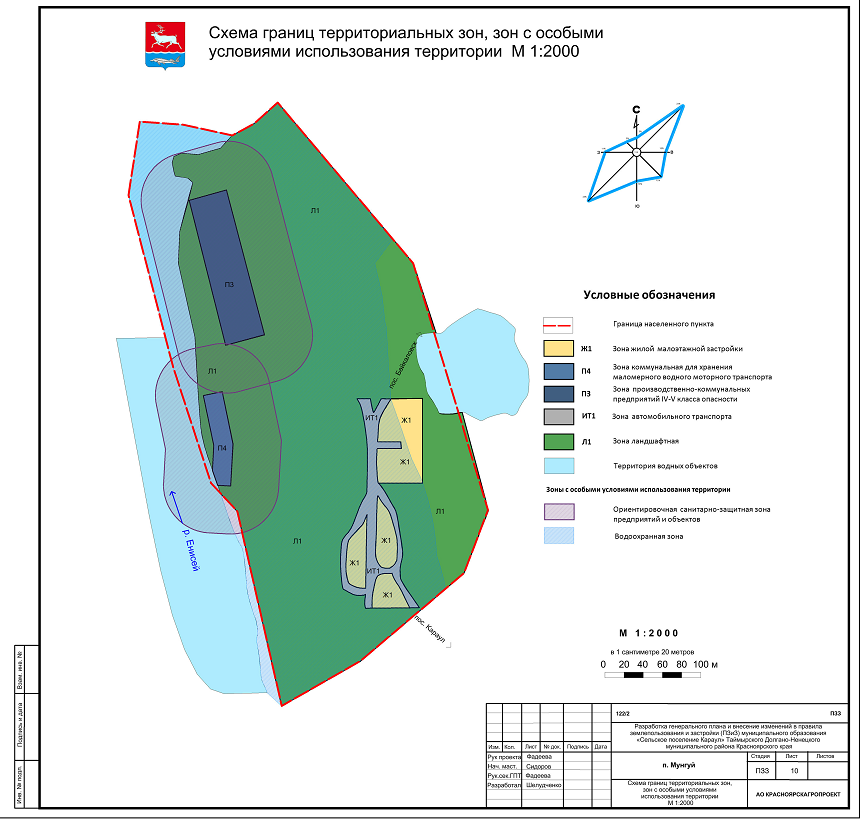 Схема границ территориальных зон, зон с особыми
условиями использования территории М 1:2000
С
З
В
Ю
Л1
П3
Л1
пос. Байкаловск
ИТ1
Ж1
Ж1
П4
Л1
Л1
Ж1
Ж1
ИТ1
Ж1
р. Енисей
пос. Караул
Условные обозначения
Граница населенного пункта
Ж1 Зона жилой малоэтажной застройки
П4 Зона коммунальная для хранения
маломерного водного моторного транспорта
П3 Зона производственно-коммунальных
предприятий IV-V класса опасности
ИТ1 Зона автомобильного транспорта
Л1 Зона ландшафтная
Территория водных объектов
Зоны с особыми условиями использования территории
Ориентировочная санитарно-защитная зона
предприятий и объектов
Водоохранная зона
М 1:2000
в 1 сантиметре 20 метров
0 20 40 60 80 100 м
Взам. инв. №
Подпись и дата
Инв. № подл.
122/2 ПЗЗ
Разработка генерального плана и внесение изменений в правила
землепользования и застройки (ПЗиЗ) муниципального образования
«Сельское поселение Караул» Таймырского Долгано-Ненецкого
муниципального района Красноярского края
Изм. Кол. Лист № док. Подпись Дата
Рук проекта Фадеева
Нач. маст. Сидоров
Рук.сек.ГПТ Фадеева
Разработал Шелудченко
п. Мунгуй
Стадия Лист Листов
ПЗЗ 10
Схема границ территориальных зон,
зон с особыми условиями
использования территории
М 1:2000
АО КРАСНОЯРСКАГРОПРОЕКТ